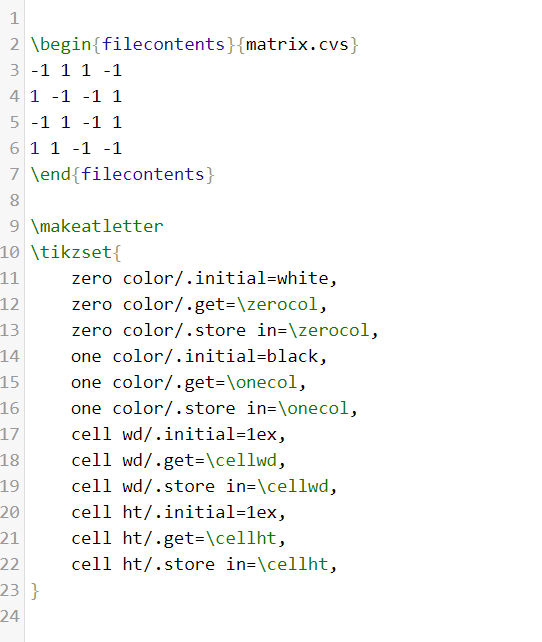 1
2 \begin{filecontents}{matrix.cvs}
3 -1 1 1 -1
4 1 -1 -1 1
5 -1 1 -1 1
6 1 1 -1 -1
7 \end{filecontents}
8
9 \makeatletter
10 \tikzset{
11     zero color/.initial=white,
12     zero color/.get=\zerocol,
13     zero color/.store in=\zerocol,
14     one color/.initial=black,
15     one color/.get=\onecol,
16     one color/.store in=\onecol,
17     cell wd/.initial=1ex,
18     cell wd/.get=\cellwd,
19     cell wd/.store in=\cellwd,
20     cell ht/.initial=1ex,
21     cell ht/.get=\cellht,
22     cell ht/.store in=\cellht,
23 }
24